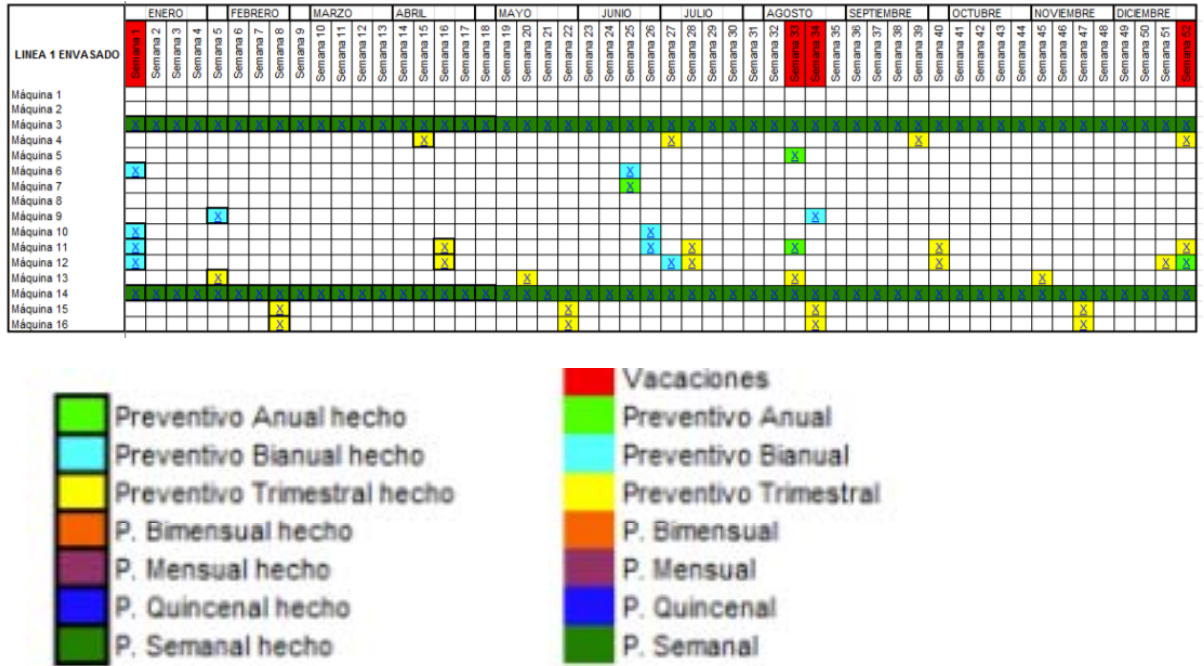 ENERO FEBRERO MARZO ABRIL MAYO JUNIO JULIO AGOSTO SEPTIEMBRE OCTUBRE NOVIEMBRE DICIEMBRE
LINEA 1 ENVASADO Semana 1 Semana 2 Semana 3 Semana 4 Semana 5 Semana 6 Semana 7 Semana 8 Semana 9 Semana 10 Semana 11 Semana 12 Semana 13 Semana 14 Semana 15 Semana 16 Semana 17 Semana 18 Semana 19 Semana 20 Semana 21 Semana 22 Semana 23 Semana 24 Semana 25 Semana 26 Semana 27 Semana 28 Semana 29 Semana 30 Semana 31 Semana 32 Semana 33 Semana 34 Semana 35 Semana 36 Semana 37 Semana 38 Semana 39 Semana 40 Semana 41 Semana 42 Semana 43 Semana 44 Semana 45 Semana 46 Semana 47 Semana 48 Semana 49 Semana 50 Semana 51 Semana 52
Máquina 1
Máquina 2
Máquina 3 X X X X X X X X X X X X X X X X X X X X X X X X X X X X X X X X X X X X X X X X X X X X X X X X X X X X
Máquina 4 X X X X
Máquina 5 X
Máquina 6 X X
Máquina 7 X
Máquina 8
Máquina 9 X X
Máquina 10 X X
Máquina 11 X X X X X X X
Máquina 12 X X X X X X X
Máquina 13 X X X X
Máquina 14 X X X X X X X X X X X X X X X X X X X X X X X X X X X X X X X X X X X X X X X X X X X X X X X X X X X X
Máquina 15 X X X X
Máquina 16 X X X X
Preventivo Anual hecho
Preventivo Bianual hecho
Preventivo Trimestral hecho
P. Bimensual hecho
P. Mensual hecho
P. Quincenal hecho
P. Semanal hecho
Vacaciones
Preventivo Anual
Preventivo Bianual
Preventivo Trimestral
P. Bimensual
P. Mensual
P. Quincenal
P. Semanal